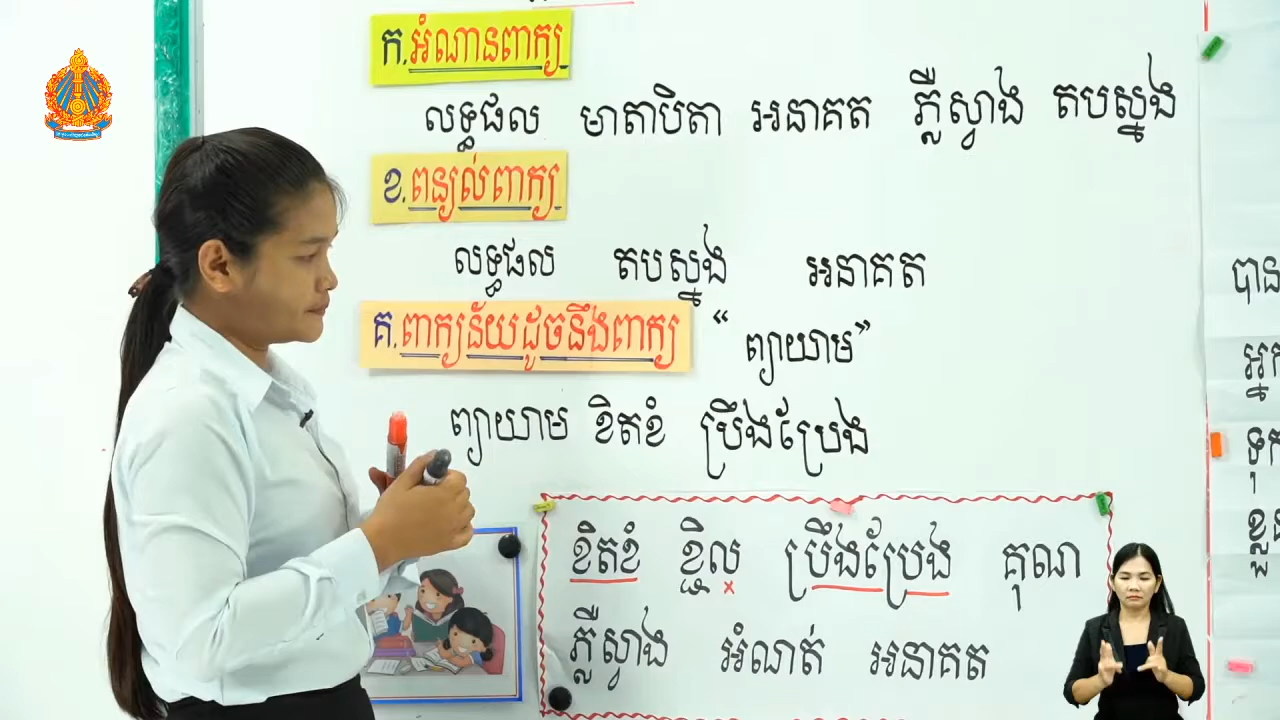 ក.អំណានពាក្យ
លទ្ធផល មាតាបិតា អនាគត ភ្លឺស្វាង តបស្នង
ខ.ពន្យល់ពាក្យ
លទ្ធផល តបស្នង អនាគត
គ.ពាក្យន័យដូចនឹងពាក្យ "ព្យាយាម"
ព្យាយាម ខិតខំ ប្រឹងប្រែង
ខិតខំ ខ្ជិល ប្រឹងប្រែង គុណ
ភ្លឺស្វាង អំណត់ អនាគត
បាន